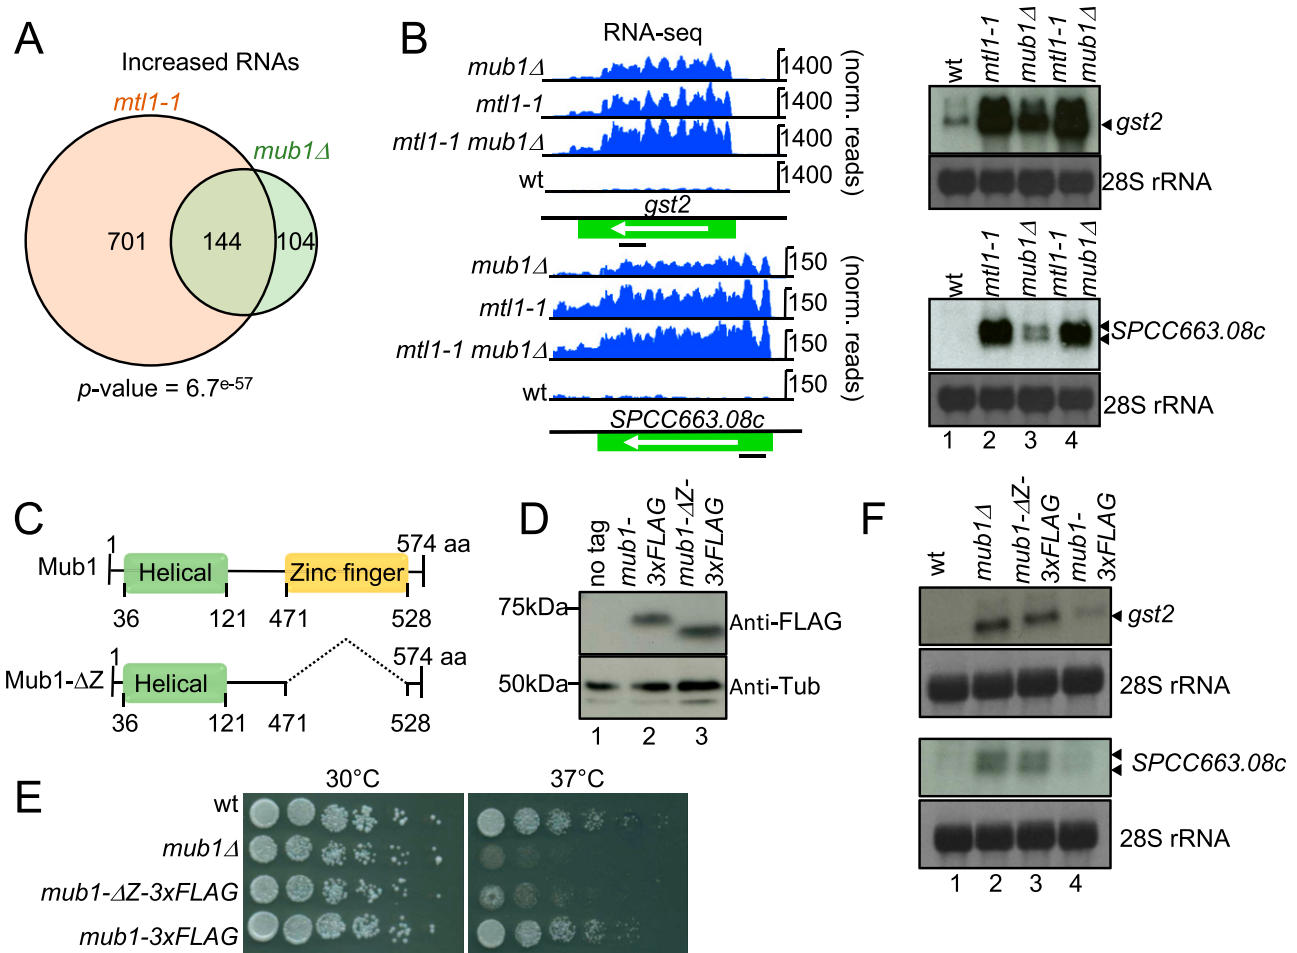 A
Increased RNAs
mtl1-1
mub1Δ
701
144
104
p-value = 6.7e-57
B
RNA-seq
mub1Δ
1400
mtl1-1
1400
mtl1-1 mub1Δ
1400
wt
1400
(norm. reads)
gst2
mub1Δ
150
mtl1-1
150
mtl1-1 mub1Δ
150
wt
150
(norm. reads)
SPCC663.08c
wt
mtl1-1
mub1Δ
mtl1-1
mub1Δ
gst2
28S rRNA
wt
mtl1-1
mub1Δ
mtl1-1
mub1Δ
SPCC663.08c
28S rRNA
1 2 3 4
C
1
574 aa
Mub1
Helical
Zinc finger
36 121 471 528
1
574 aa
Mub1-ΔZ
Helical
36 121 471 528
D
no tag
mub1-
3xFLAG
mub1-ΔZ-
3xFLAG
75kDa
Anti-FLAG
50kDa
Anti-Tub
1 2 3
E
30°C
37°C
wt
mub1Δ
mub1-ΔZ-3xFLAG
mub1-3xFLAG
F
wt
mub1Δ
mub1-ΔZ-
3xFLAG
mub1-
3xFLAG
gst2
28S rRNA
SPCC663.08c
28S rRNA
1 2 3 4